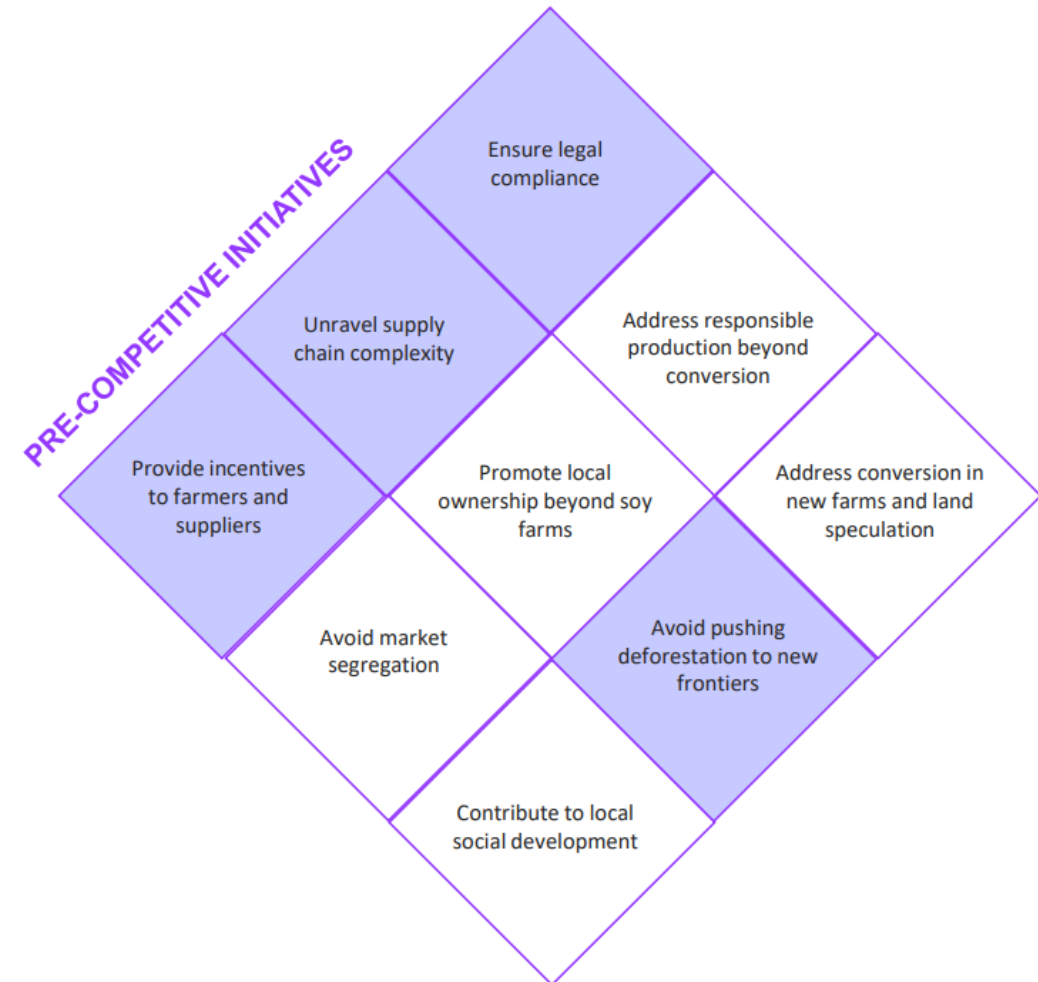 PRE-COMPETITIVE INITIATIVES
Ensure legal
compliance
Unravel supply
chain complexity
Address responsible
production beyond
conversion
Provide incentives
to farmers and
suppliers
Promote local
ownership beyond soy
farms
Address conversion in
new farms and land
speculation
Avoid market
segregation
Avoid pushing
deforestation to new
frontiers
Contribute to local
social development